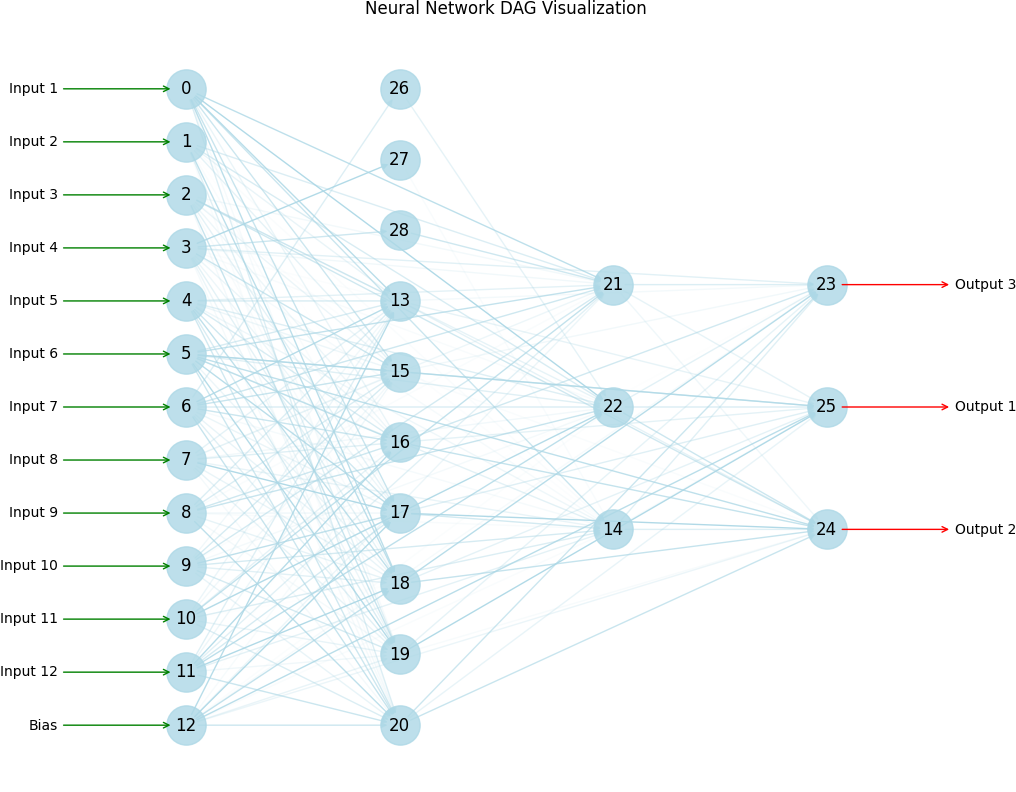 Neural Network DAG Visualization
Input 1 0 26
Input 2 1
27
Input 3 2
28
Input 4 3
21 23 Output 3
Input 5 4 13
Input 6 5
15
Input 7 6 22 25 Output 1
16
Input 8 7
Input 9 8 17
14 24 Output 2
Input 10 9
18
Input 11 10
19
Input 12 11
Bias 12 20